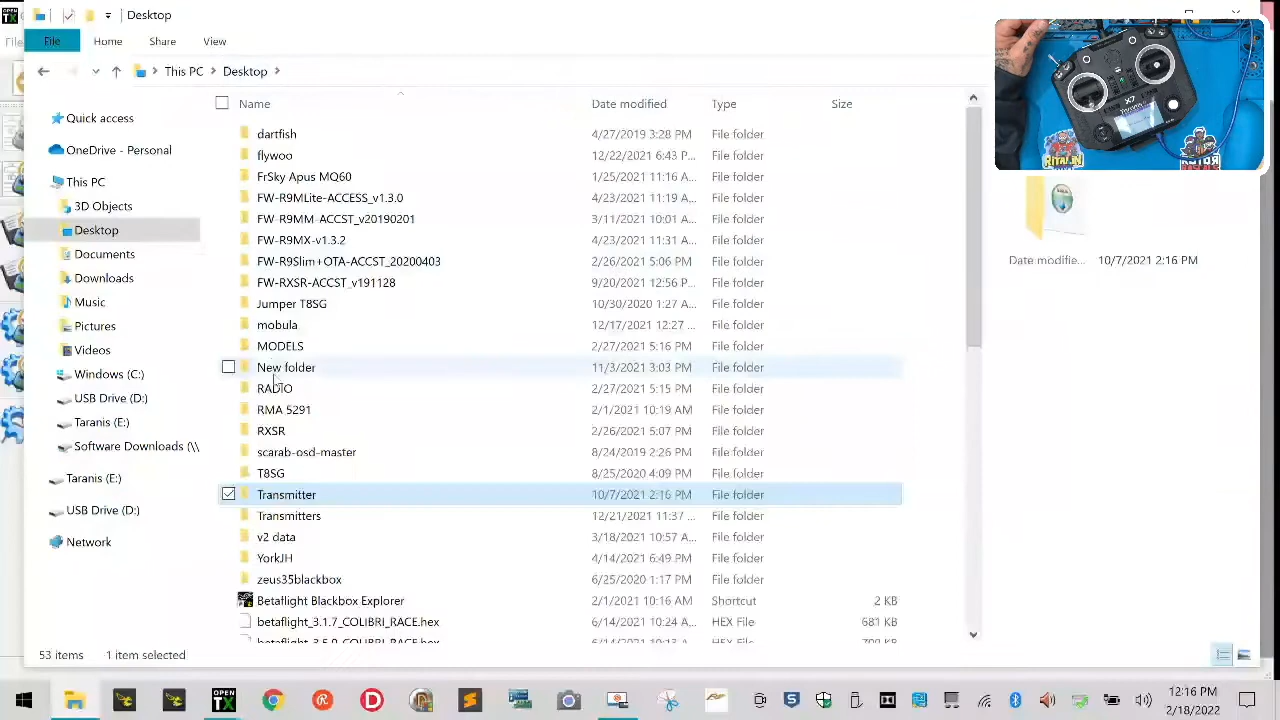 OPEN TX
Desktop
File
Home
Share
View
This PC
Desktop
Name
Date modified
Type
Size
Quick access
OneDrive - Personal
This PC
3D Objects
Desktop
Documents
Downloads
Music
Pictures
Videos
Windows (C:)
USB Drive (D:)
Taranis (E:)
Software Downloads (\\
Taranis (E:)
USB Drive (D:)
Network
dartfish 4/27/2019 3:28 PM File folder
flywoo 12/22/2021 6:43 P... File folder
FrSky Apus MQ60 1/25/2021 11:16 A... File folder
FW-R9MLite-ACCESS_v1.3.0 4/23/2021 11:19 A... File folder
FW-R9MM-ACCST_v20190201 3/11/2021 10:01 A... File folder
FW-R9MX-v1.3.2 4/23/2021 11:31 A... File folder
FW-R9Slim+OTA-ACCST_20200403 2/26/2021 5:06 PM File folder
FW-RXSR-ACCST_v191128 9/20/2021 12:56 P... File folder
Jumper T8SG 10/30/2020 1:27 A... File folder
mobula 12/17/2021 12:27 ... File folder
MODELS 2/27/2021 5:16 PM File folder
New folder 11/3/2021 3:03 PM File folder
RADIO 2/27/2021 5:15 PM File folder
RMA 5291 2/1/2021 10:19 AM File folder
RXSR 2/26/2021 5:07 PM File folder
scarab-osd-master 8/24/2019 2:26 PM File folder
T8SG 8/25/2020 4:09 PM File folder
Transmitter 10/7/2021 2:16 PM File folder
Transmitters 12/21/2021 11:37 ... File folder
v2 data 3/18/2021 10:57 A... File folder
YorkJH 4/14/2021 6:49 PM File folder
zeus35blackbox 6/25/2020 1:17 PM File folder
Betaflight Blackbox Explorer 2/1/2021 10:16 AM Shortcut 2 KB
betaflight_3.1.7_COLIBRI_RACE.hex 6/14/2021 10:24 A... HEX File 681 KB
X7
RITALIN
ROTOR
Date modifie... 10/7/2021 2:16 PM
53 items
1 item selected
OPEN TX
12:16 PM
2/18/2022